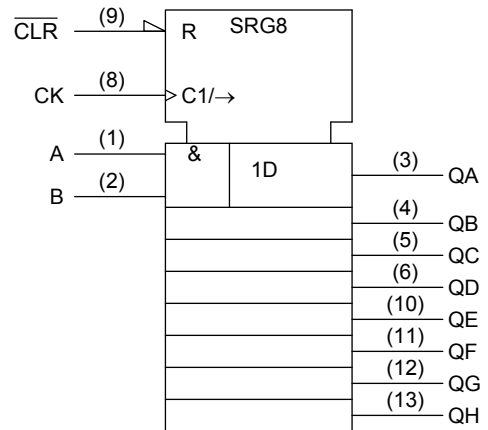 CLR (9) R SRG8
CK (8) C1/→
A (1) & 1D (3) QA
B (2)
(4) QB
(5) QC
(6) QD
(10) QE
(11) QF
(12) QG
(13) QH